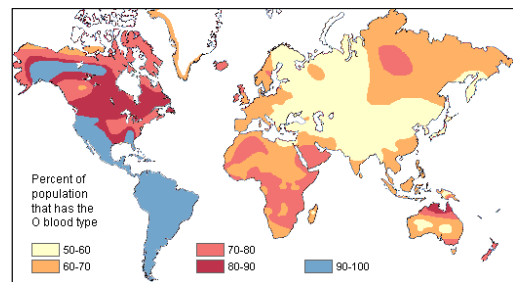 Percent of
population
that has the
O blood type
50-60
60-70
70-80
80-90
90-100